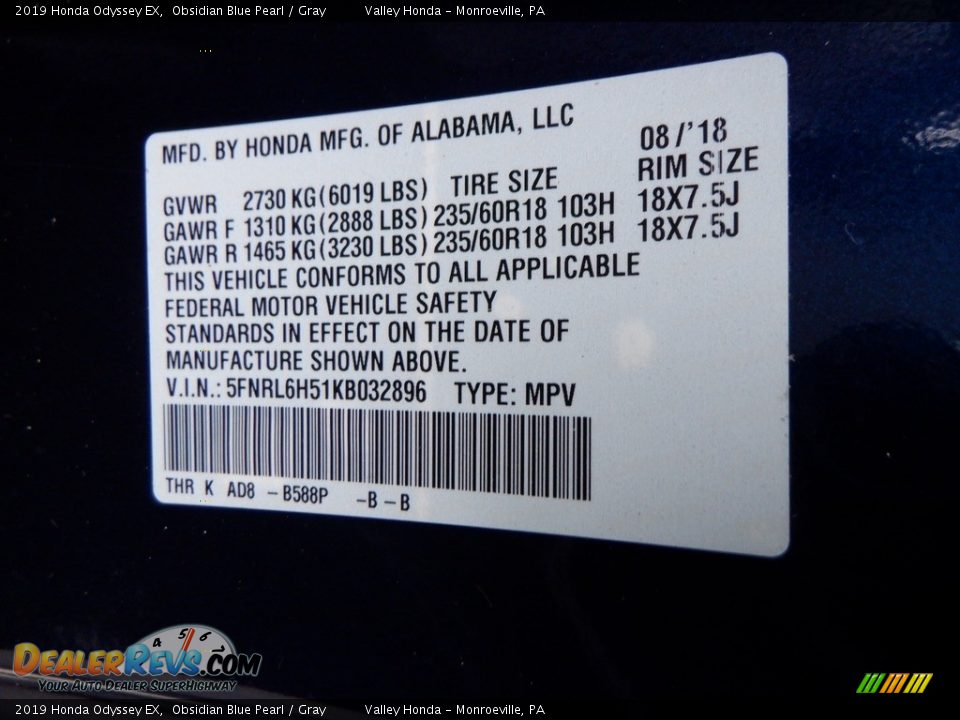 2019 Honda Odyssey EX, Obsidian Blue Pearl / Gray Valley Honda - Monroeville, PA
MFD. BY HONDA MFG. OF ALABAMA, LLC 08/'18
GVWR 2730 KG(6019 LBS) TIRE SIZE RIM SIZE
GAWR F 1310 KG(2888 LBS) 235/60R18 103H 18X7.5J
GAWR R 1465 KG(3230 LBS) 235/60R18 103H 18X7.5J
THIS VEHICLE CONFORMS TO ALL APPLICABLE
FEDERAL MOTOR VEHICLE SAFETY
STANDARDS IN EFFECT ON THE DATE OF
MANUFACTURE SHOWN ABOVE.
V.I.N.: 5FNRL6H51KB032896 TYPE: MPV
THR K AD8 -B588P -B-B
4 5 6
DEALERREVS.COM
YOUR AUTO DEALER SUPERHIGHWAY
2019 Honda Odyssey EX, Obsidian Blue Pearl / Gray Valley Honda - Monroeville, PA